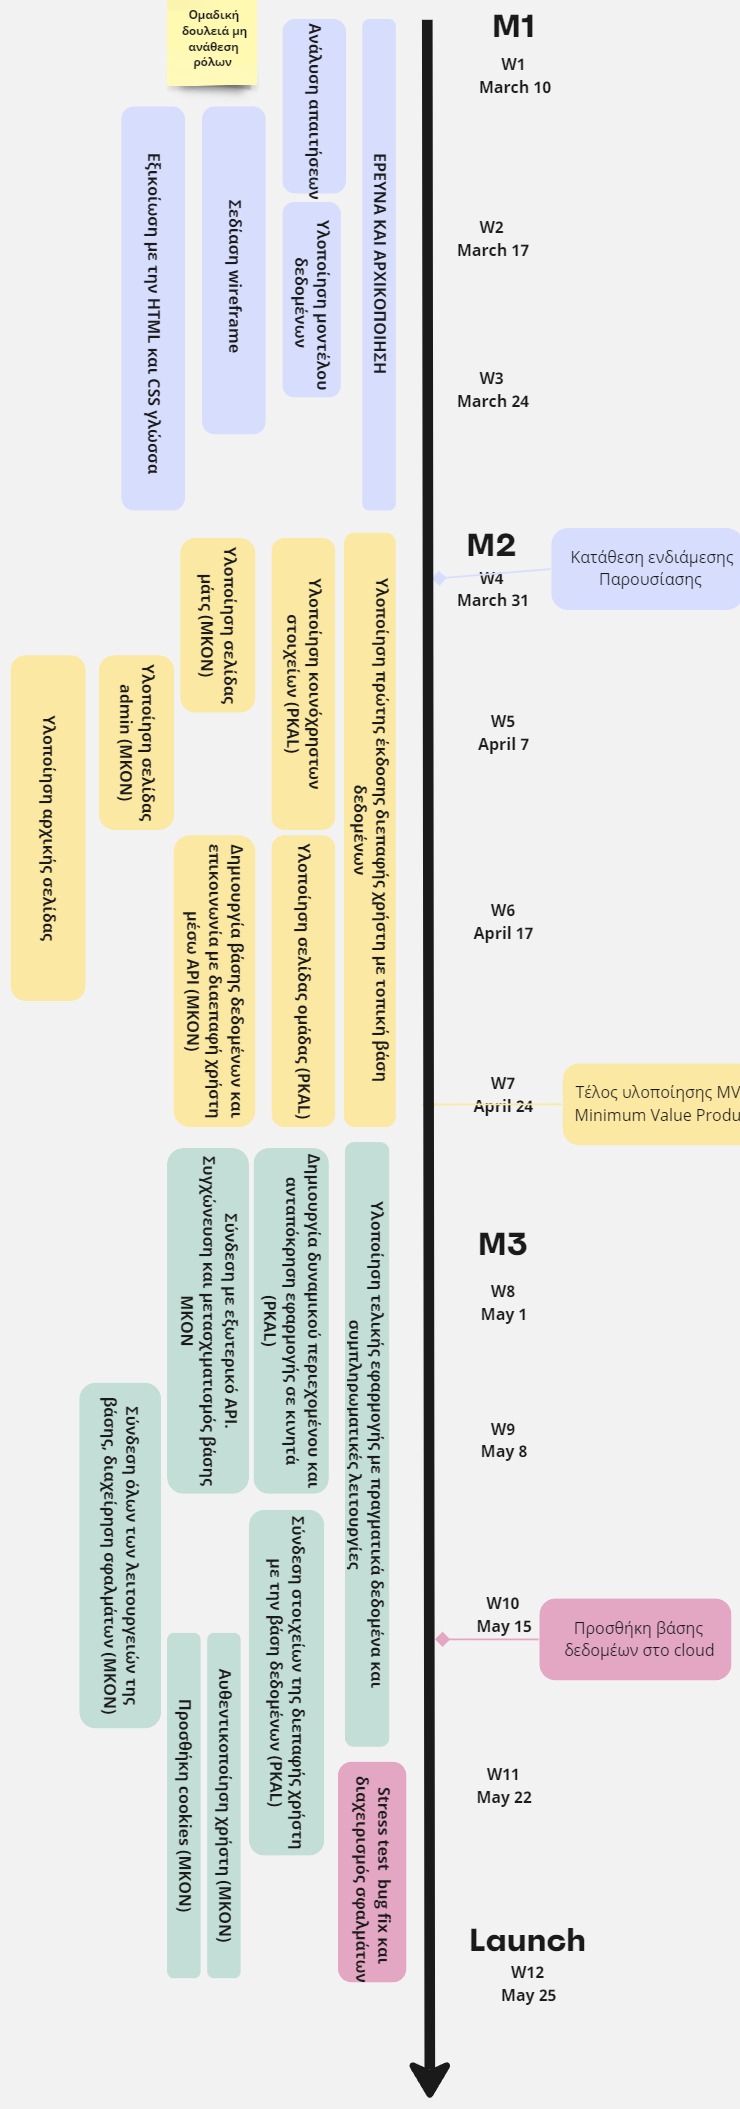 Ομαδική
δουλειά μη
ανάθεση
ρόλων
M1
W1
March 10
W2
March 17
W3
March 24
ΕΡΕΥΝΑ ΚΑΙ ΑΡΧΙΚΟΠΟΙΗΣΗ
Ανάλυση απαιτήσεων
Υλοποίηση μοντέλου
δεδομένων
Σεδίαση wireframe
Εξικοίωση με την HTML και CSS γλώσσα
M2
W4
March 31
Κατάθεση ενδιάμεσης
Παρουσίασης
W5
April 7
W6
April 17
W7
April 24
Τέλος υλοποίησης MV
Minimum Value Produ
Υλοποίηση πρώτης έκδοσης διεπαφής χρήστη με τοπική βάση
δεδομένων
Υλοποίηση κοινόχρηστων
στοιχείων (PKAL)
Υλοποίηση σελίδας
μάτς (MKON)
Υλοποίηση σελίδας
admin (MKON)
Υλοποίηση αρχικής σελίδας
Υλοποίηση σελίδας ομάδας (PKAL)
Δημιουργία βάσης δεδομένων και
επικοινωνία με διαεπαφή χρήστη
μέσω API (MKON)
M3
W8
May 1
W9
May 8
W10
May 15
Προσθήκη βάσης
δεδομέων στο cloud
W11
May 22
Υλοποίηση τελικής εφαρμογής με πραγματικά δεδομένα και
συμπληρωματικές λειτουργίες
Δημιουργία δυναμικού περιεχομένου και
ανταπόκρηση εφαρμογής σε κινητά
(PKAL)
Σύνδεση με εξωτερικό API.
Συγχώνευση και μετασχιματισμός βάσης
MKON
Σύνδεση όλων των λειτουργειών της
βάσης, διαχείρηση σφαλμάτων (MKON)
Σύνδεση στοιχείων της διεπαφής χρήστη
με την βάση δεδομένων (PKAL)
Αυθεντικοποίηση χρήστη (MKON)
Προσθήκη cookies (MKON)
Stress test bug fix και
διαχειρισμός σφαλμάτων
Launch
W12
May 25